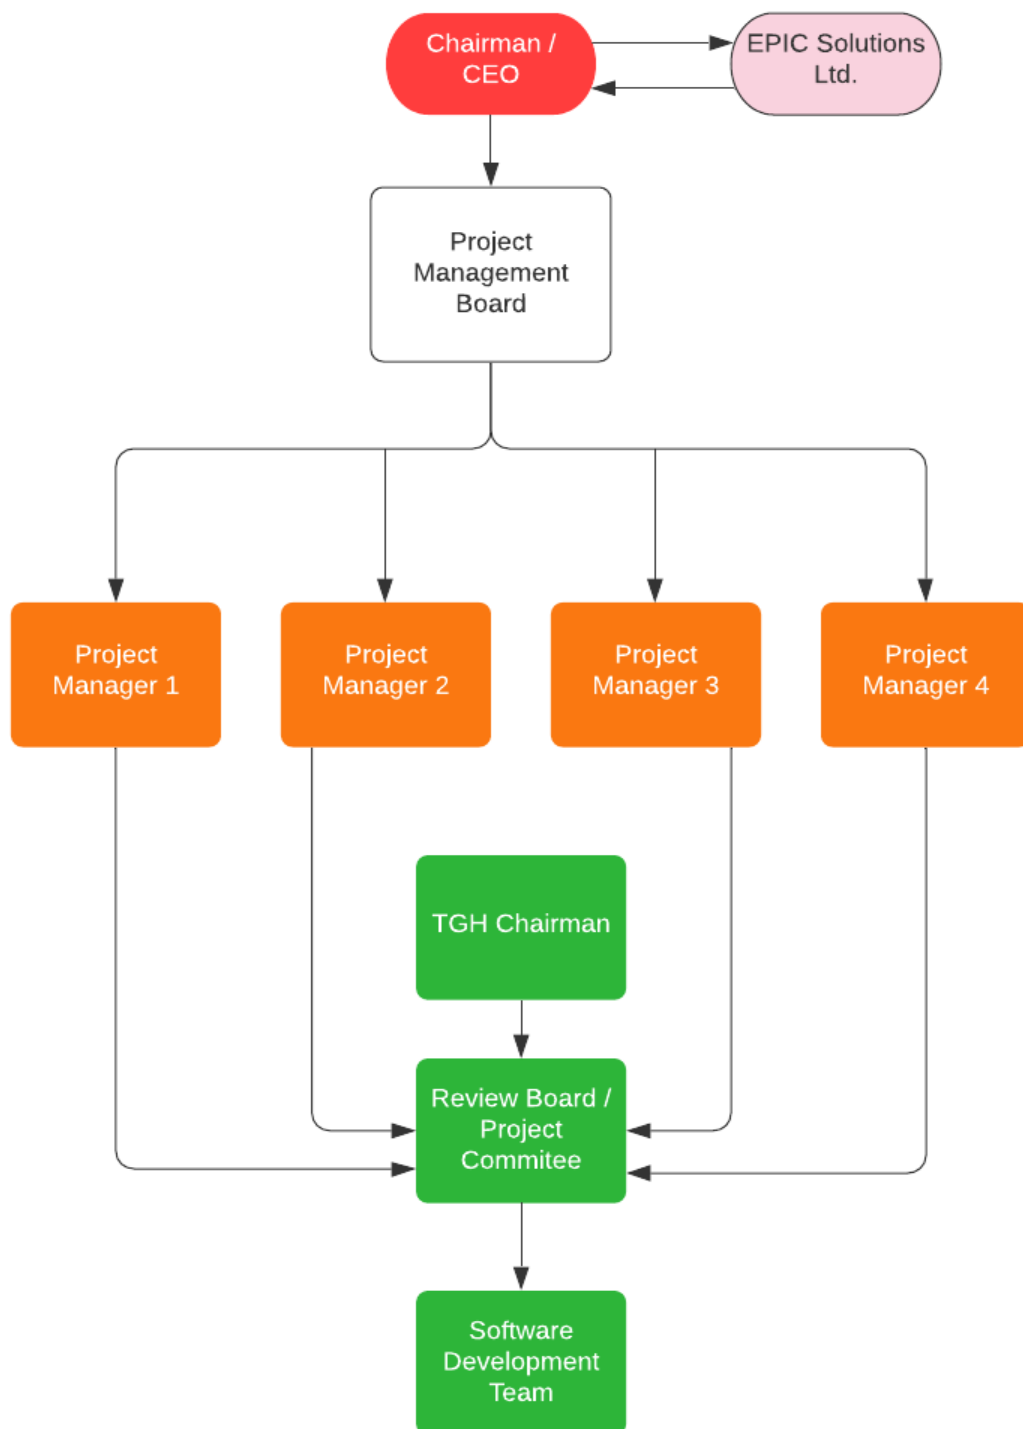 Chairman /
CEO
EPIC Solutions
Ltd.
Project
Management
Board
Project
Manager 1
Project
Manager 2
Project
Manager 3
Project
Manager 4
TGH Chairman
Review Board /
Project
Commitee
Software
Development
Team